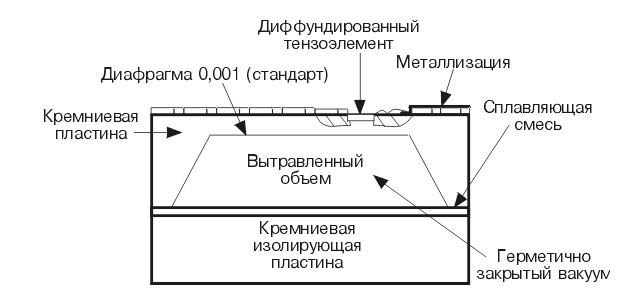 Диффундированный
тензоэлемент
Металлизация
Диафрагма 0,001 (стандарт)
Сплавляющая
смесь
Кремниевая
пластина
Вытравленный
объем
Кремниевая
изолирующая
пластина
Герметично
закрытый вакуум